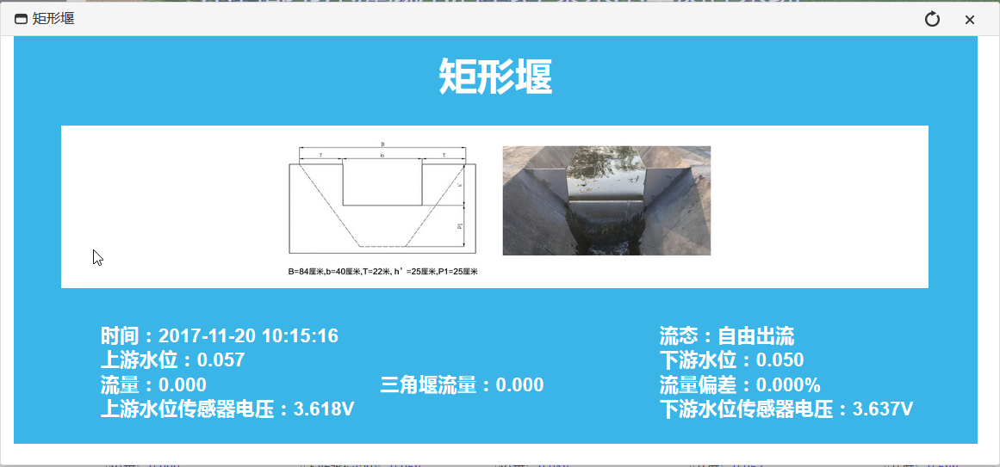 矩形堰
矩形堰
B
T b T
h'
P1
B=84厘米,b=40厘米,T=22米, h'=25厘米,P1=25厘米
时间：2017-11-20 10:15:16 流态：自由出流
上游水位：0.057 下游水位：0.050
流量：0.000 三角堰流量：0.000 流量偏差：0.000%
上游水位传感器电压：3.618V 下游水位传感器电压：3.637V